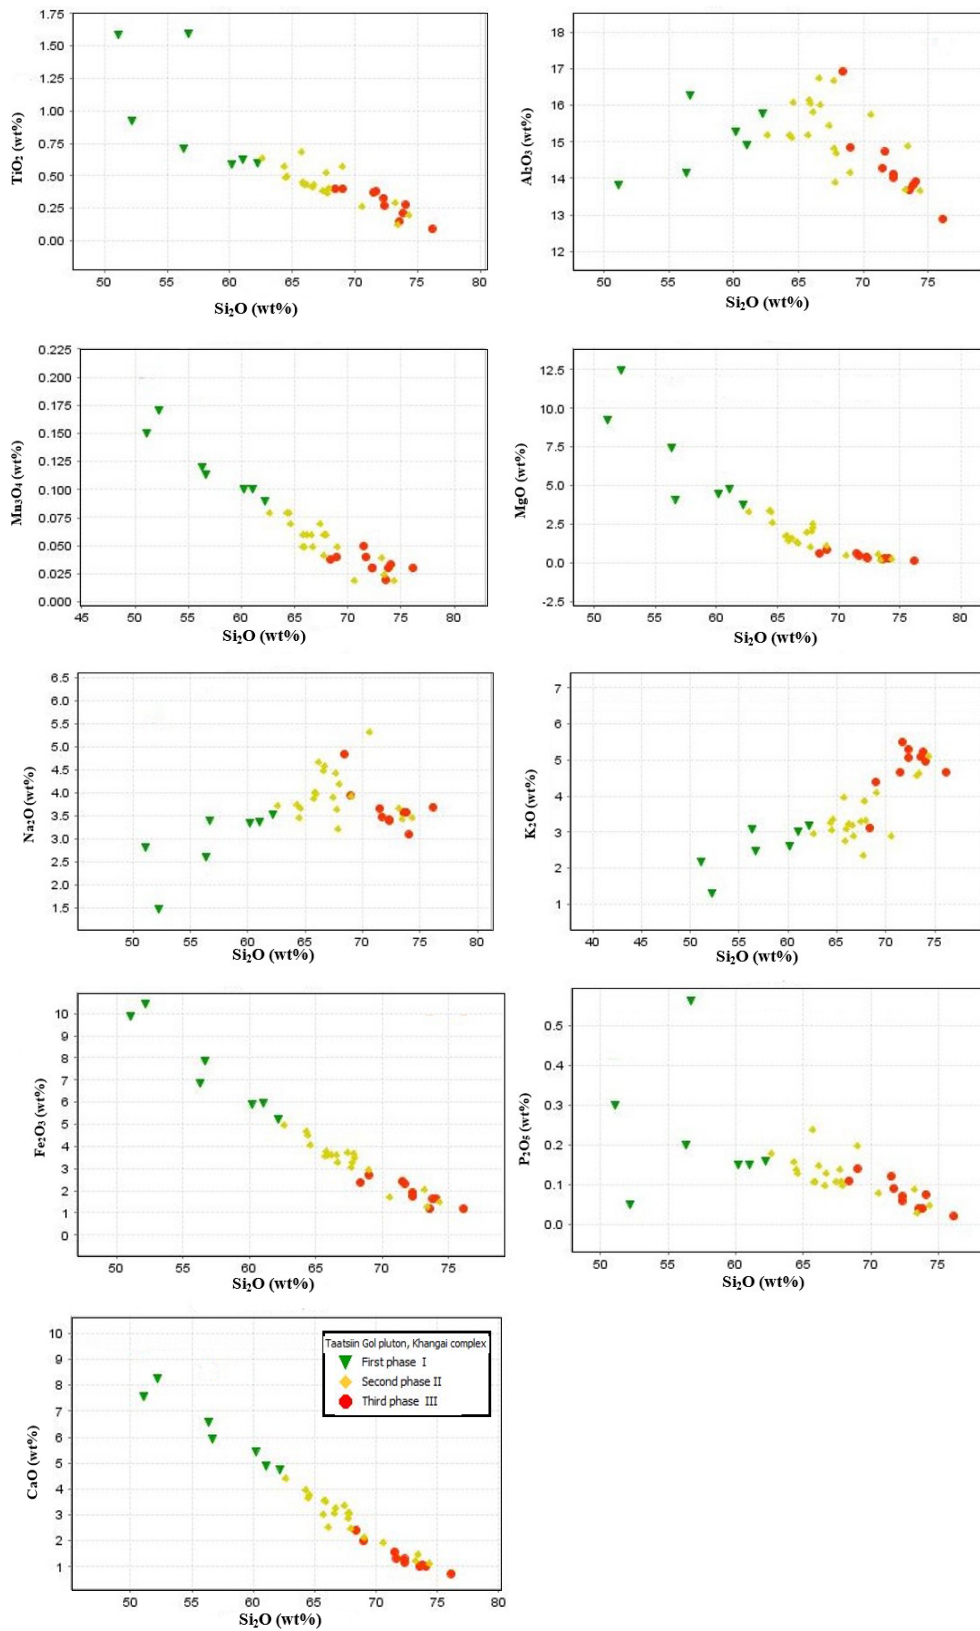 1.75
1.50
1.25
1.00
0.75
0.50
0.25
0.00
TiO₂ (wt%)
50 55 60 65 70 75 80
Si₂O (wt%)
18
17
16
15
14
13
12
Al₂O₃ (wt%)
50 55 60 65 70 75
Si₂O (wt%)
0.225
0.200
0.175
0.150
0.125
0.100
0.075
0.050
0.025
0.000
Mn₃O₄ (wt%)
45 50 55 60 65 70 75 80
Si₂O (wt%)
12.5
10.0
7.5
5.0
2.5
0.0
-2.5
MgO (wt%)
50 55 60 65 70 75 80
Si₂O (wt%)
6.5
6.0
5.5
5.0
4.5
4.0
3.5
3.0
2.5
2.0
1.5
Na₂O (wt%)
50 55 60 65 70 75 80
Si₂O (wt%)
7
6
5
4
3
2
1
K₂O (wt%)
40 45 50 55 60 65 70 75
Si₂O (wt%)
10
9
8
7
6
5
4
3
2
1
0
Fe₂O₃ (wt%)
50 55 60 65 70 75
Si₂O (wt%)
0.5
0.4
0.3
0.2
0.1
0.0
P₂O₅ (wt%)
50 55 60 65 70 75
Si₂O (wt%)
10
9
8
7
6
5
4
3
2
1
CaO (wt%)
50 55 60 65 70 75 80
Si₂O (wt%)
Taatsiin Gol pluton, Khangai complex
First phase I
Second phase II
Third phase III